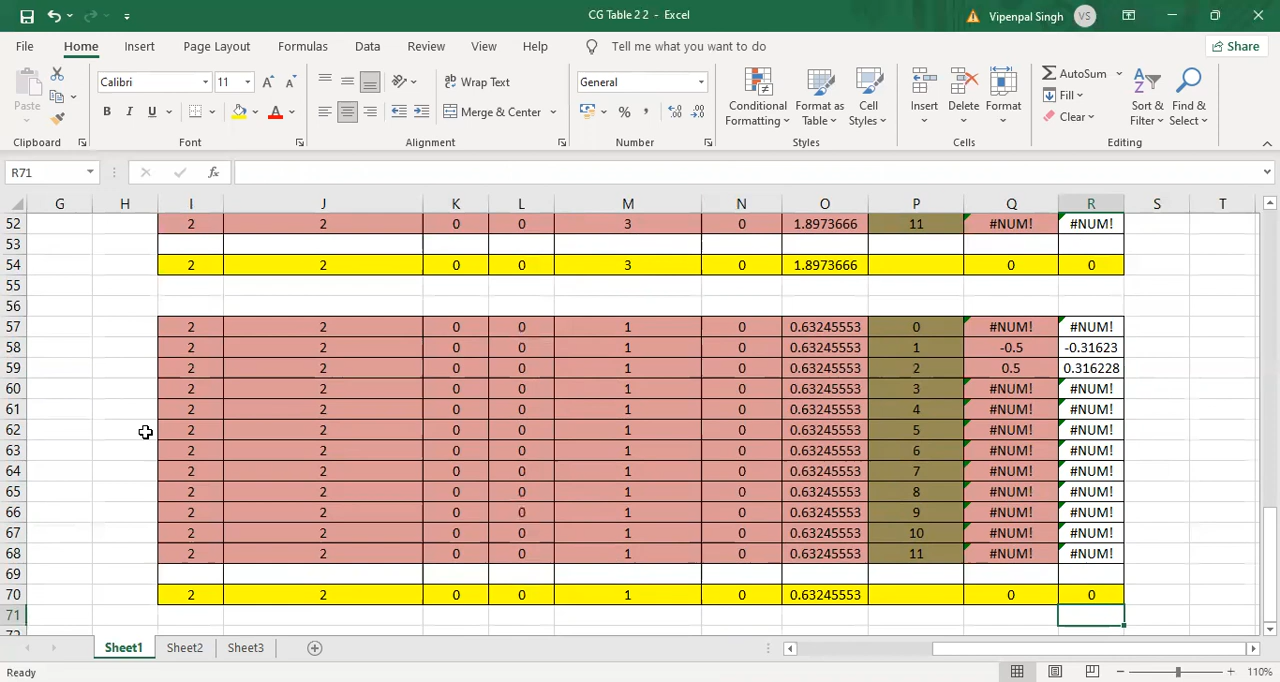 CG Table 2 2 - Excel
Vipenpal Singh VS
File Home Insert Page Layout Formulas Data Review View Help Tell me what you want to do Share
Calibri 11 Wrap Text General AutoSum
Paste B I U Merge & Center % , Conditional Formatting Format as Table Cell Styles Insert Delete Format Fill Clear Sort & Filter Find & Select
Clipboard Font Alignment Number Styles Cells Editing
R71 fx
G H I J K L M N O P Q R S T
52 2 2 0 0 3 0 1.8973666 11 #NUM! #NUM!
53
54 2 2 0 0 3 0 1.8973666 0 0
55
56
57 2 2 0 0 1 0 0.63245553 0 #NUM! #NUM!
58 2 2 0 0 1 0 0.63245553 1 -0.5 -0.31623
59 2 2 0 0 1 0 0.63245553 2 0.5 0.316228
60 2 2 0 0 1 0 0.63245553 3 #NUM! #NUM!
61 2 2 0 0 1 0 0.63245553 4 #NUM! #NUM!
62 2 2 0 0 1 0 0.63245553 5 #NUM! #NUM!
63 2 2 0 0 1 0 0.63245553 6 #NUM! #NUM!
64 2 2 0 0 1 0 0.63245553 7 #NUM! #NUM!
65 2 2 0 0 1 0 0.63245553 8 #NUM! #NUM!
66 2 2 0 0 1 0 0.63245553 9 #NUM! #NUM!
67 2 2 0 0 1 0 0.63245553 10 #NUM! #NUM!
68 2 2 0 0 1 0 0.63245553 11 #NUM! #NUM!
69
70 2 2 0 0 1 0 0.63245553 0 0
71
Sheet1 Sheet2 Sheet3
Ready 110%